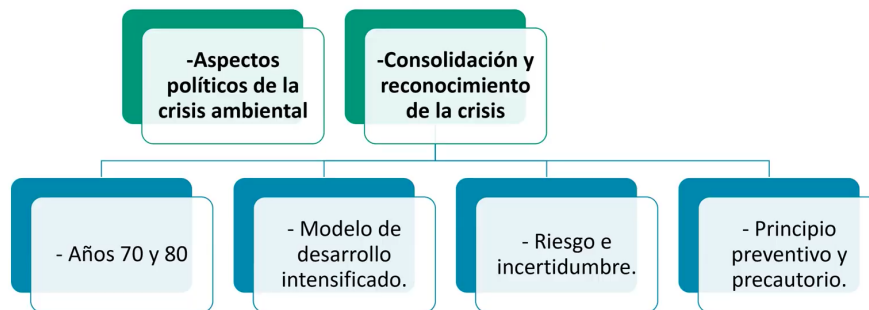 -Aspectos
políticos de la
crisis ambiental
-Consolidación y
reconocimiento
de la crisis
- Años 70 y 80
- Modelo de
desarrollo
intensificado.
- Riesgo e
incertidumbre.
- Principio
preventivo y
precautorio.